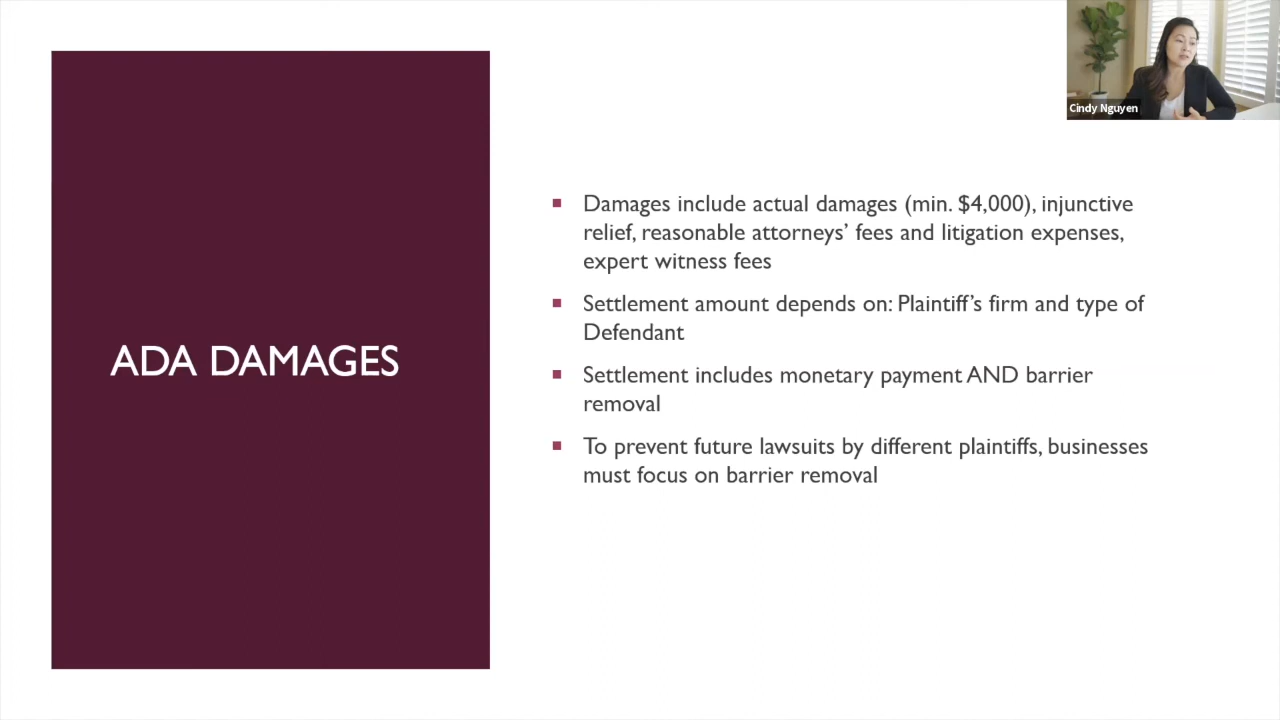 Cindy Nguyen
ADA DAMAGES
Damages include actual damages (min. $4,000), injunctive
relief, reasonable attorneys’ fees and litigation expenses,
expert witness fees
Settlement amount depends on: Plaintiff’s firm and type of
Defendant
Settlement includes monetary payment AND barrier
removal
To prevent future lawsuits by different plaintiffs, businesses
must focus on barrier removal